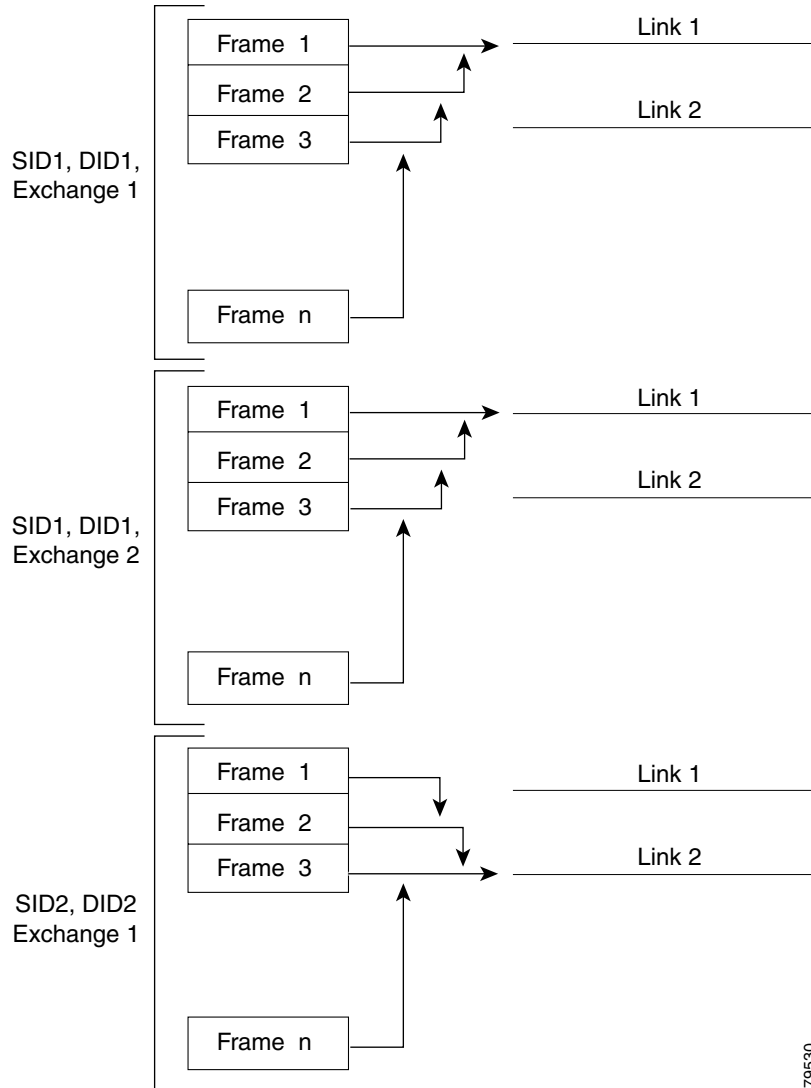 Frame 1
Link 1
Frame 2
Link 2
Frame 3
SID1, DID1,
Exchange 1
Frame n
Frame 1
Link 1
Frame 2
Link 2
Frame 3
SID1, DID1,
Exchange 2
Frame n
Frame 1
Link 1
Frame 2
Link 2
Frame 3
SID2, DID2
Exchange 1
Frame n
79530